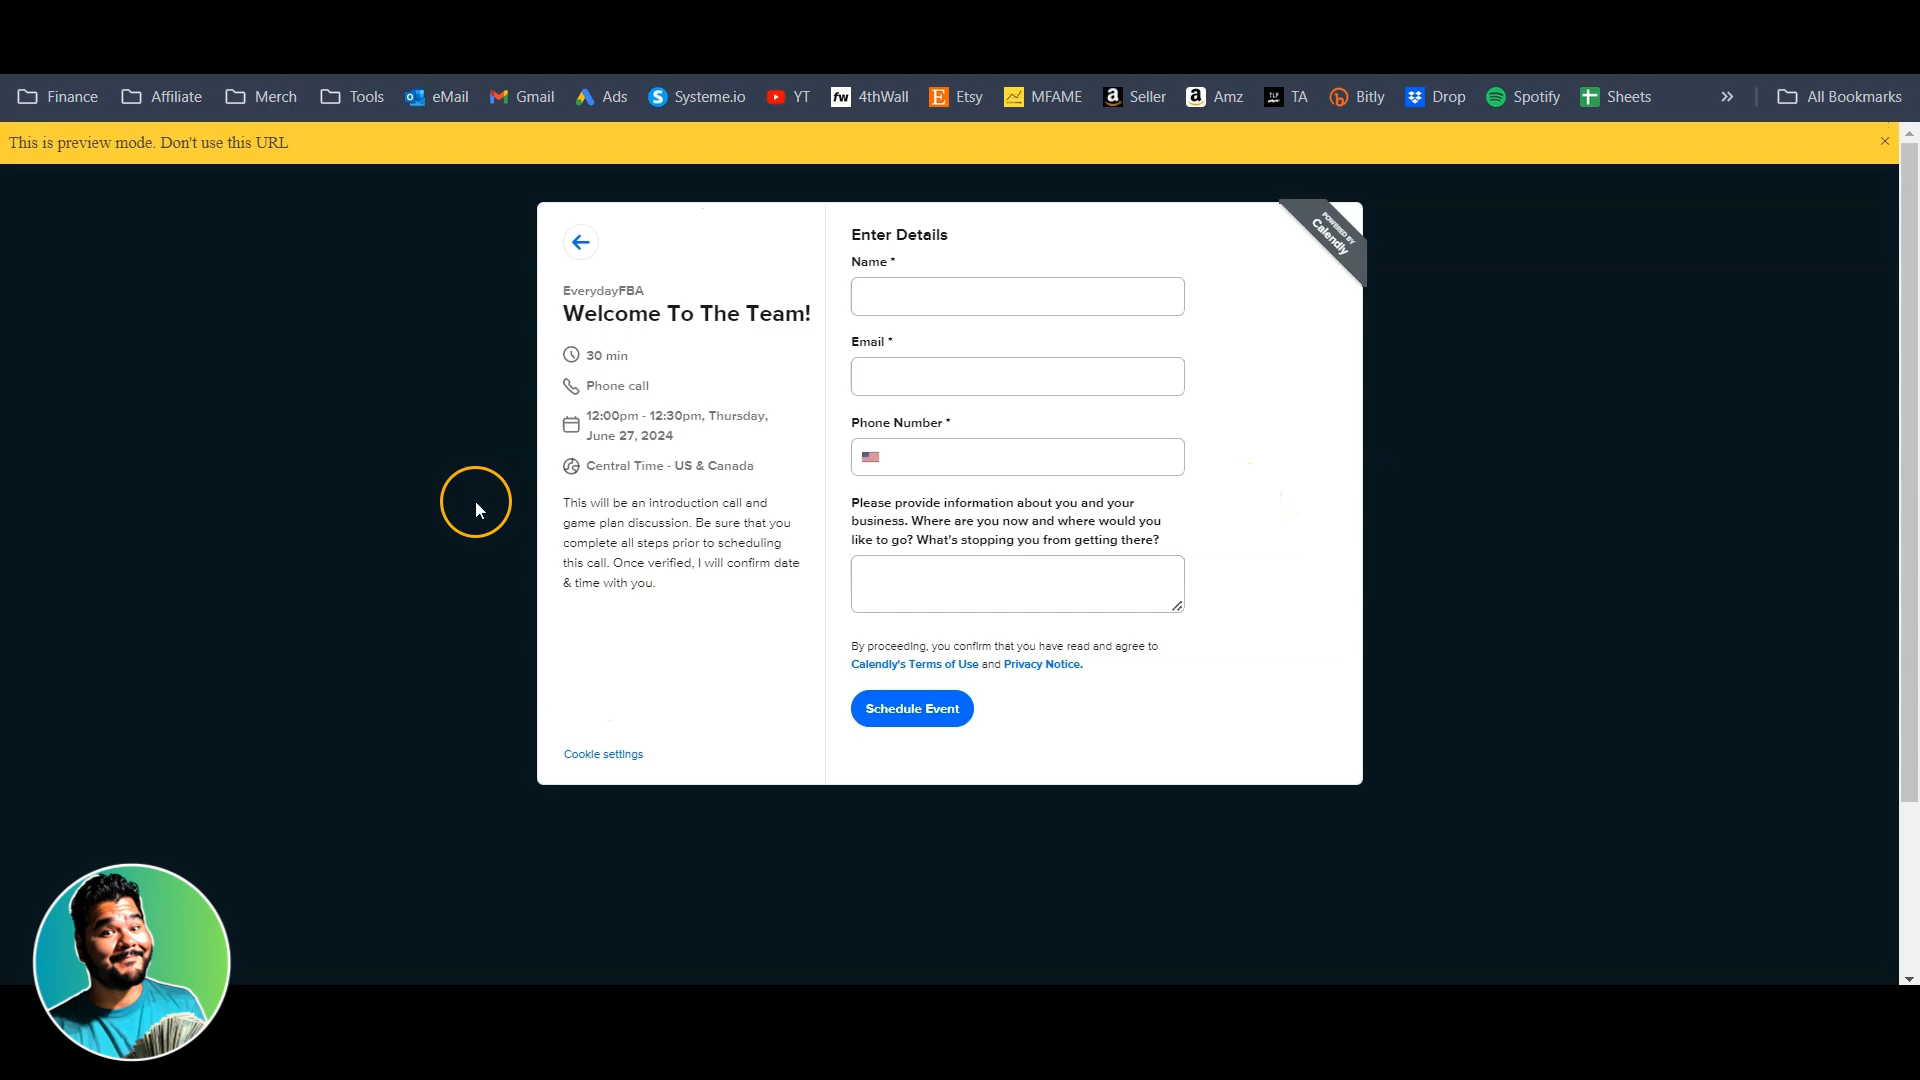 Finance Affiliate Merch Tools eMail Gmail Ads Systeme.io YT fw 4thWall Etsy MFAME Seller Amz TLP TA Bitly Drop Spotify Sheets » All Bookmarks
This is preview mode. Don't use this URL
POWERED BY
Calendly
EverydayFBA
Welcome To The Team!
30 min
Phone call
12:00pm - 12:30pm, Thursday,
June 27, 2024
Central Time - US & Canada
This will be an introduction call and
game plan discussion. Be sure that you
complete all steps prior to scheduling
this call. Once verified, I will confirm date
& time with you.
Cookie settings
Enter Details
Name *
Email *
Phone Number *
Please provide information about you and your
business. Where are you now and where would you
like to go? What's stopping you from getting there?
By proceeding, you confirm that you have read and agree to
Calendly's Terms of Use and Privacy Notice.
Schedule Event